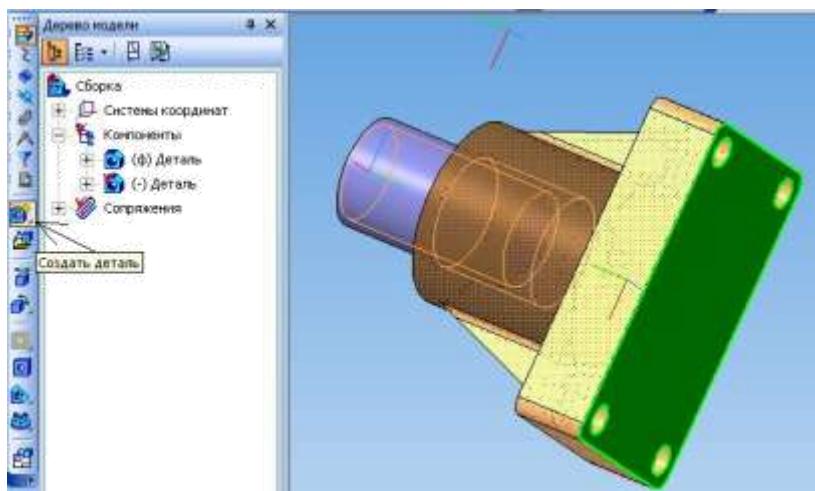 Дерево модели
Сборка
Системы координат
Компоненты
(ф) Деталь
(-) Деталь
Сопряжения
Создать деталь